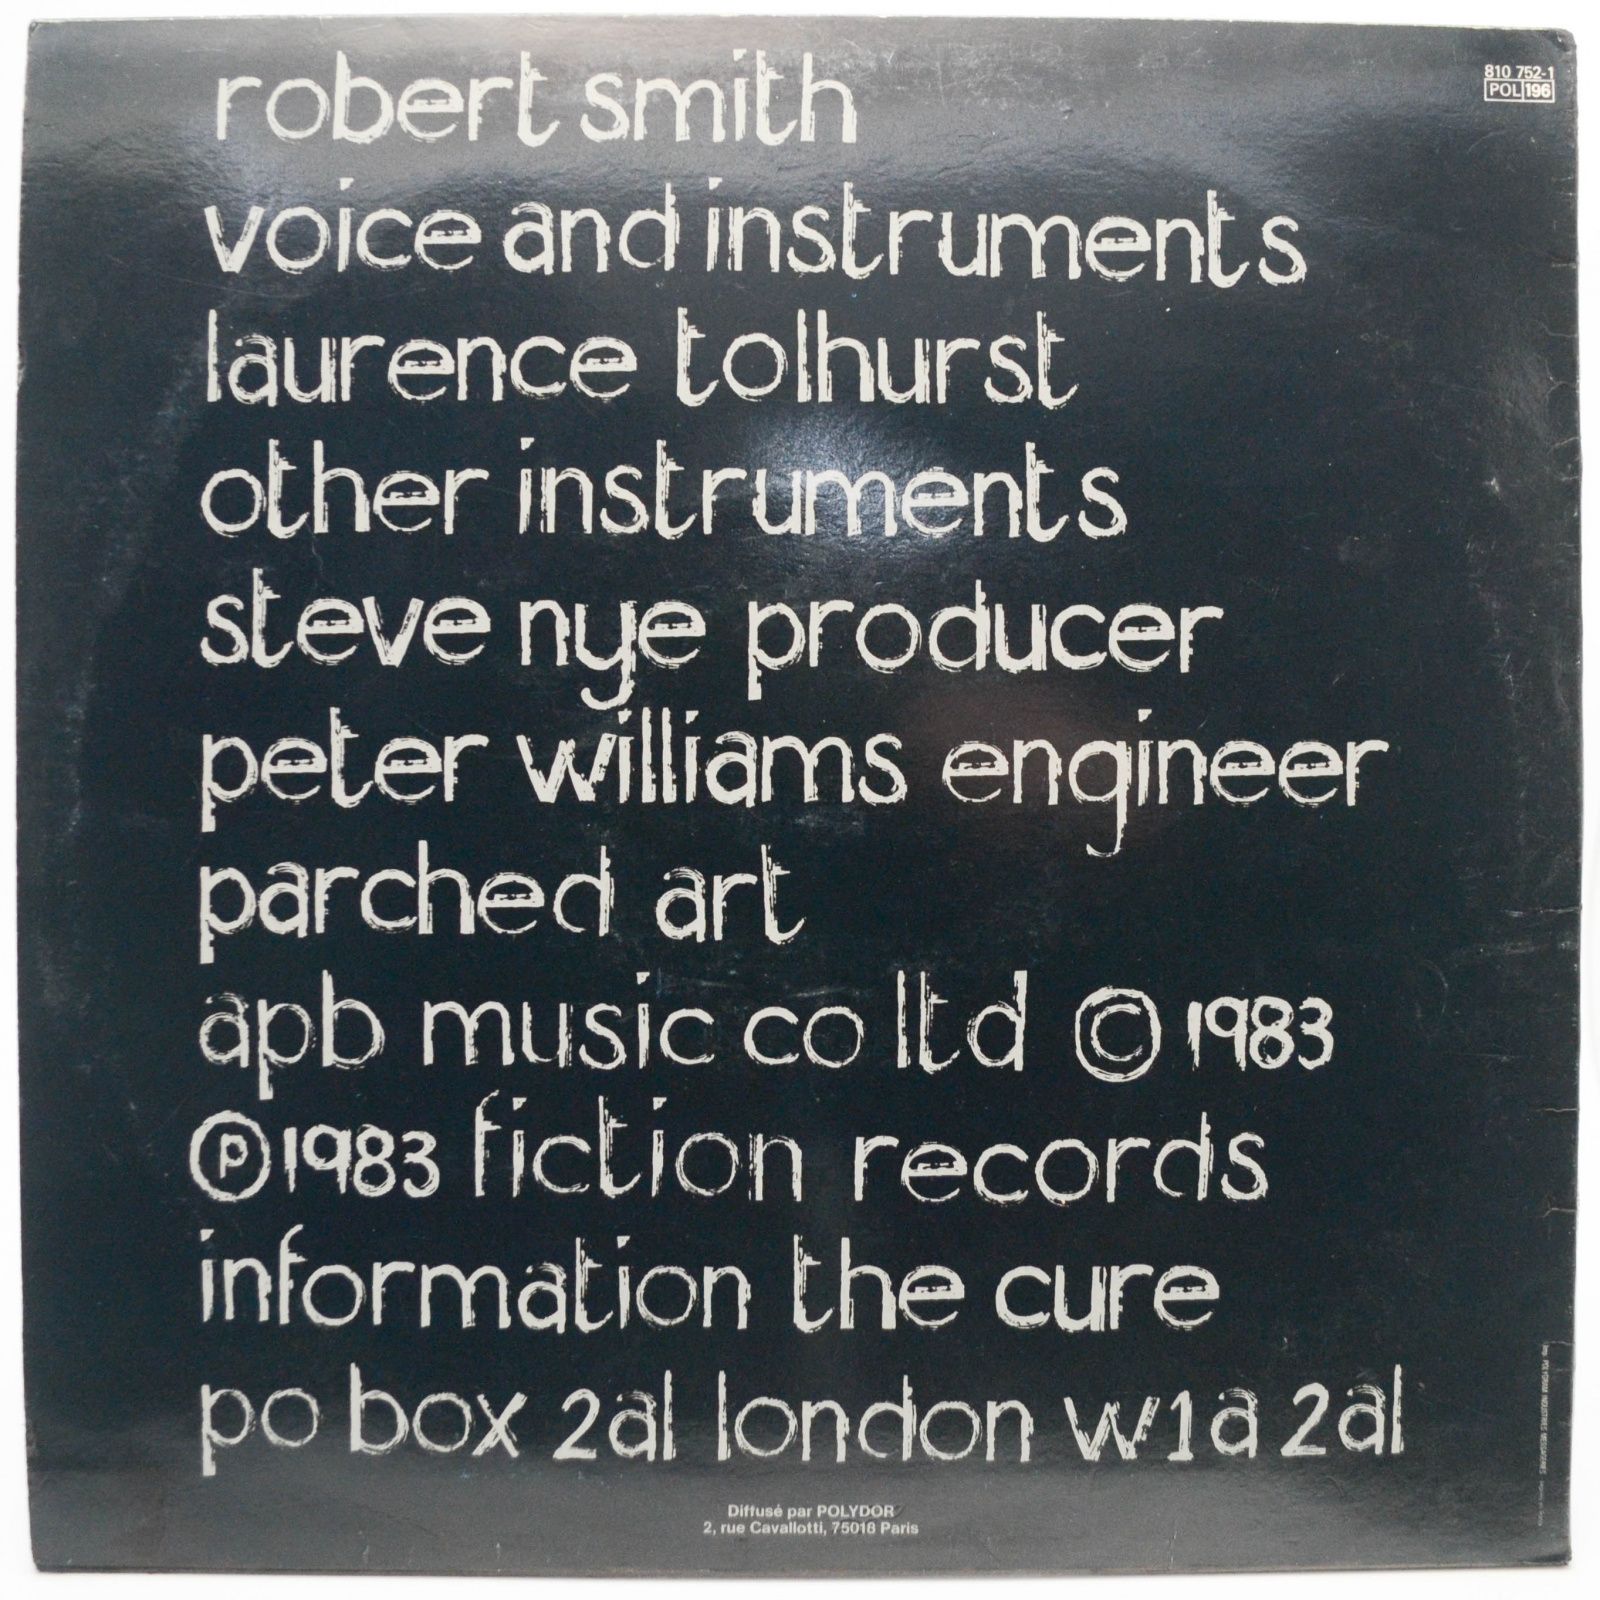 810 752-1
POL 196
robert smith
voice and instruments
laurence tolhurst
other instruments
steve nye producer
peter williams engineer
parched art
apb music co ltd © 1983
℗ 1983 fiction records
information the cure
po box 2al london w1a 2al
Diffusé par POLYDOR
2, rue Cavallotti, 75018 Paris